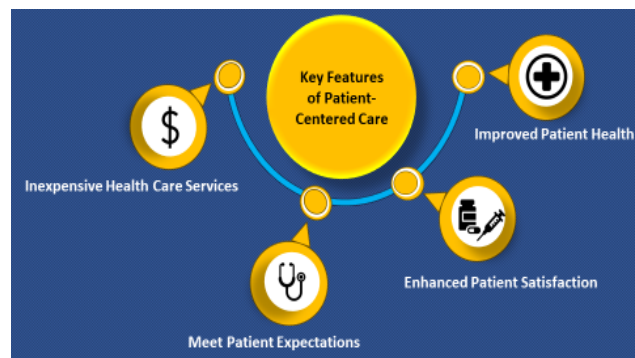 Key Features
of Patient-
Centered Care
Improved Patient Health
Inexpensive Health Care Services
Enhanced Patient Satisfaction
Meet Patient Expectations